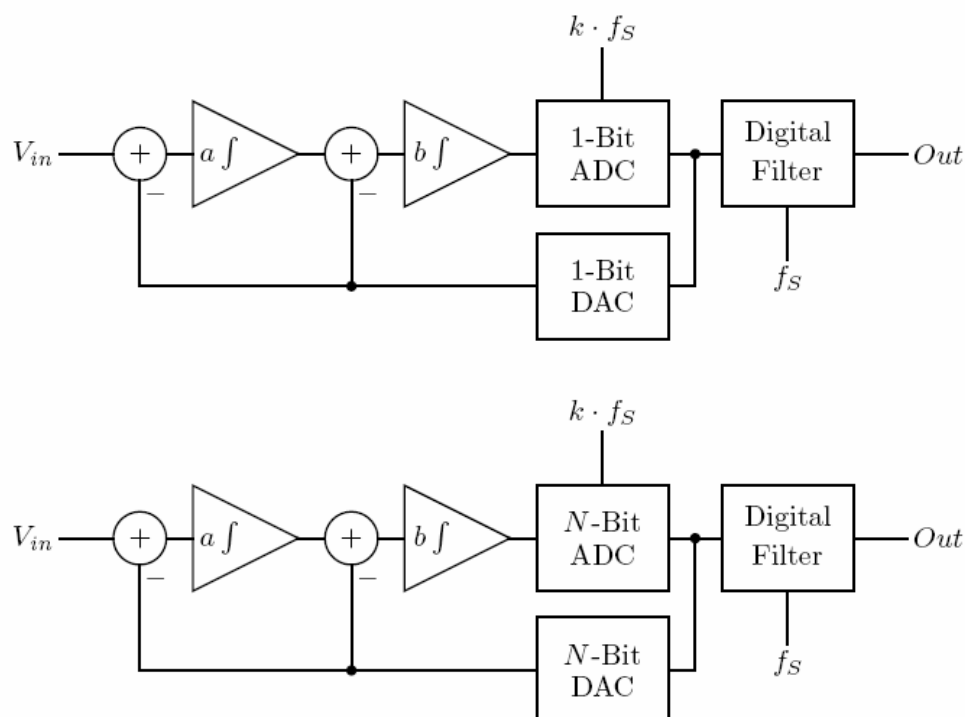 k · f_S
V_in
+
−
a ∫
+
−
b ∫
1-Bit
ADC
Digital
Filter
Out
1-Bit
DAC
f_S
k · f_S
V_in
+
−
a ∫
+
−
b ∫
N-Bit
ADC
Digital
Filter
Out
N-Bit
DAC
f_S